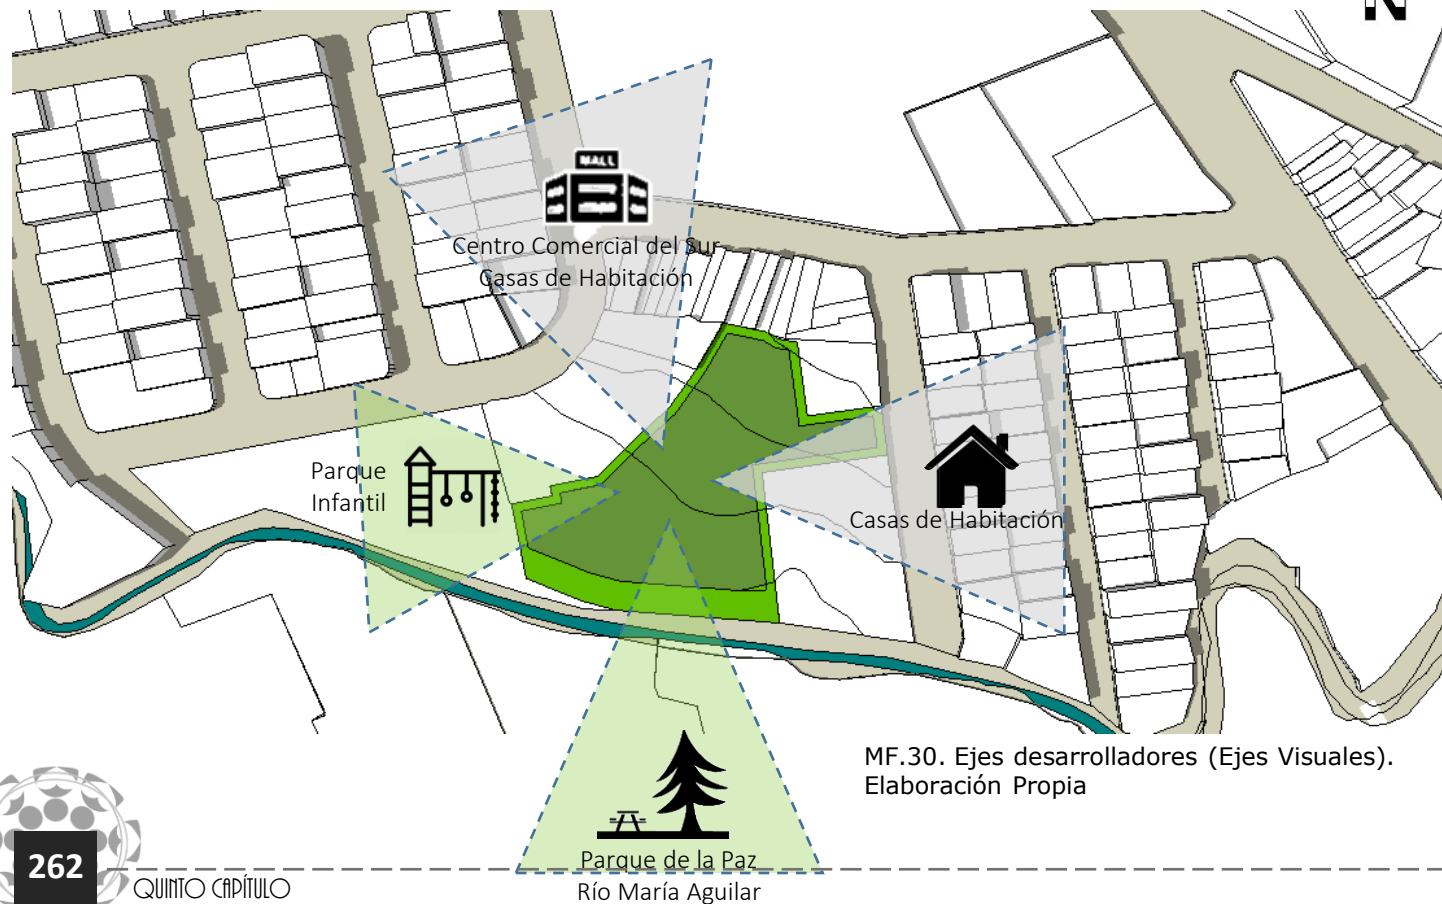 N
MALL
Centro Comercial del Sur
Casas de Habitación
Parque
Infantil
Casas de Habitación
MF.30. Ejes desarrolladores (Ejes Visuales).
Elaboración Propia
Parque de la Paz
Río María Aguilar
262
QUINTO CAPÍTULO